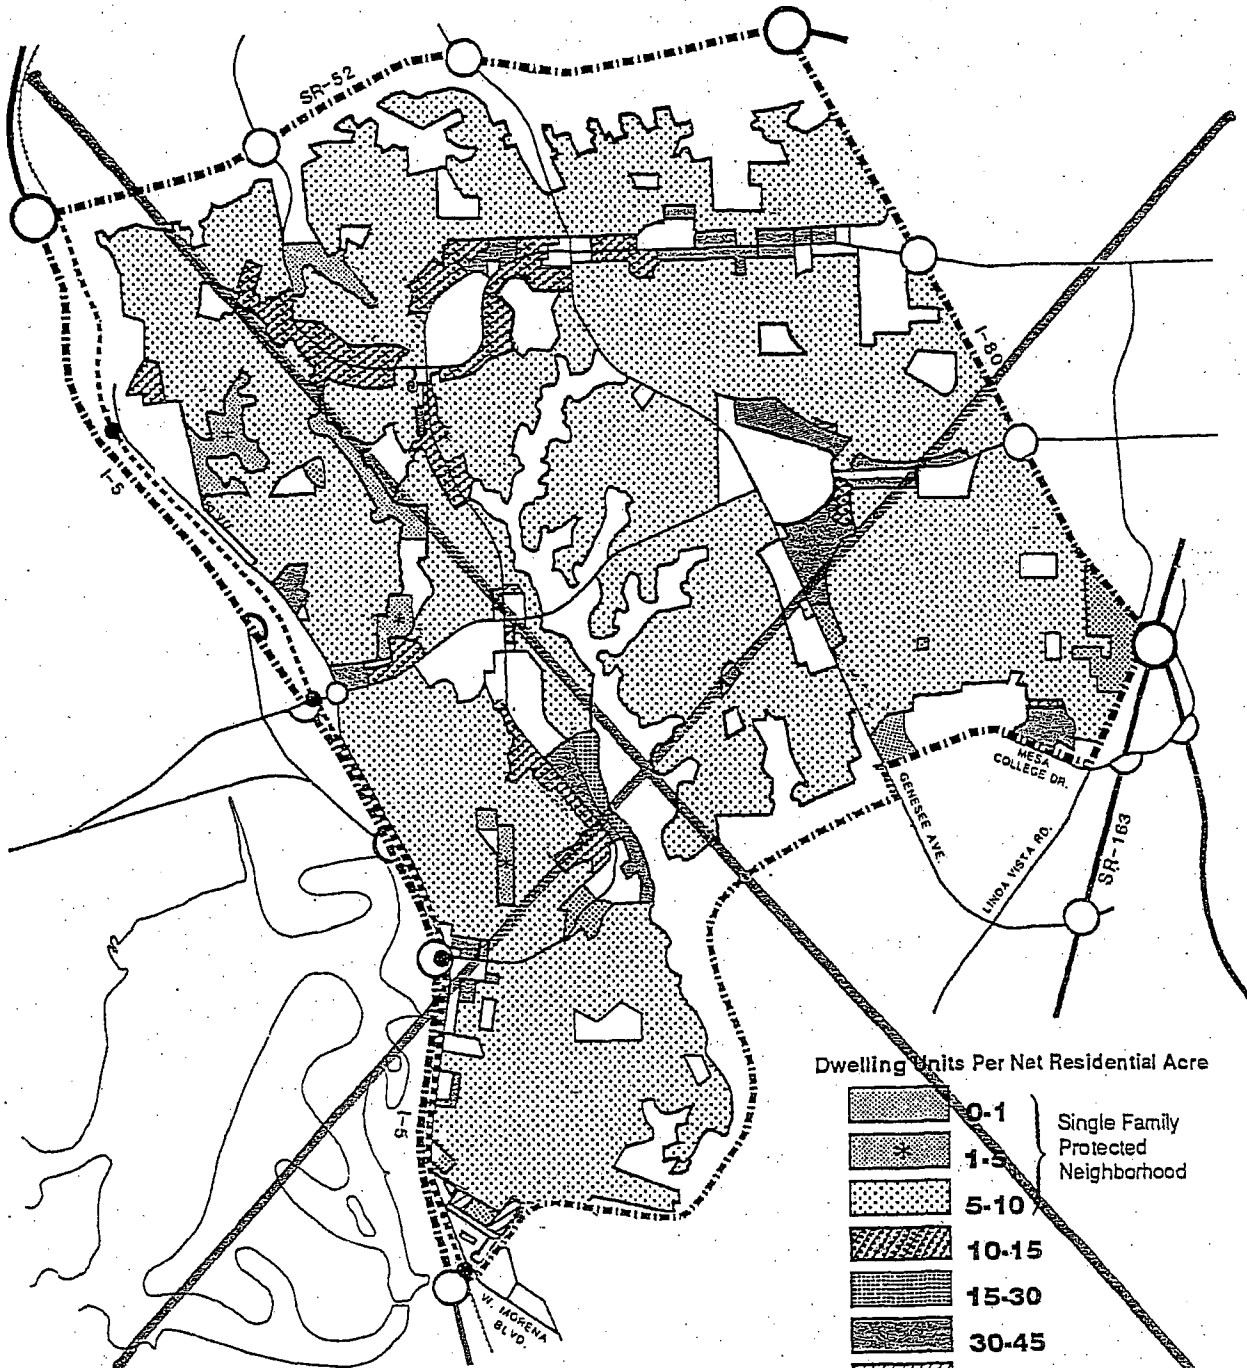 SR-52
I-80
I-5
MESA
COLLEGE DR.
GENESEE AVE.
LINDA VISTA RD.
SR-163
I-5
W. MORENA
BLVD.
Dwelling Units Per Net Residential Acre
0-1
1-5
5-10
Single Family
Protected
Neighborhood
10-15
15-30
30-45